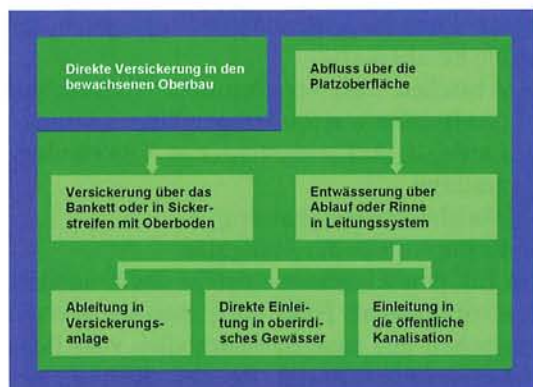 Direkte Versickerung in den
bewachsenen Oberbau
Abfluss über die
Platzoberfläche
Versickerung über das
Bankett oder in Sicker-
streifen mit Oberboden
Entwässerung über
Ablauf oder Rinne
in Leitungssystem
Ableitung in
Versickerungs-
anlage
Direkte Einlei-
tung in oberirdi-
sches Gewässer
Einleitung in
die öffentliche
Kanalisation